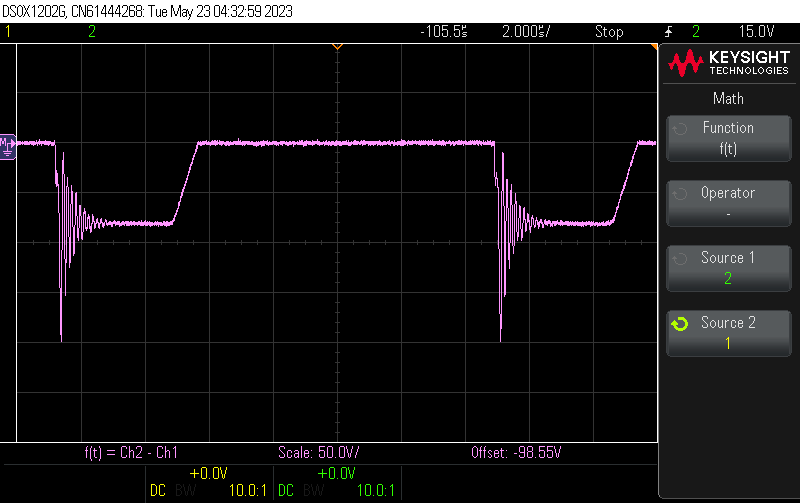 DSOX1202G, CN61444268: Tue May 23 04:32:59 2023
1 2 -105.5µs 2.000µs/ Stop 2 15.0V
KEYSIGHT
TECHNOLOGIES
Math
Function
f(t)
Operator
-
Source 1
2
Source 2
1
M
f(t) = Ch2 - Ch1 Scale: 50.0V/ Offset: -98.55V
+0.0V +0.0V
DC BW 10.0:1 DC BW 10.0:1